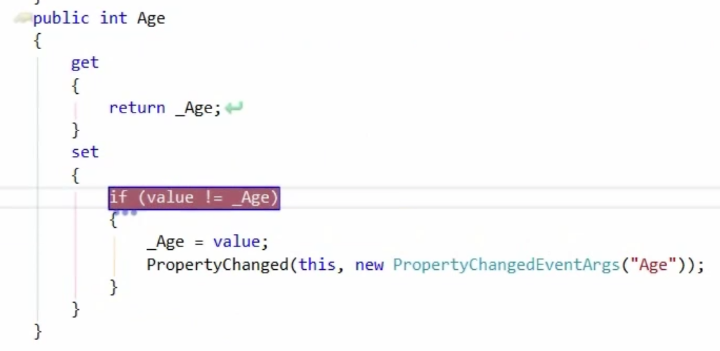 public int Age
{
get
{
return _Age;
}
set
{
if (value != _Age)
{
_Age = value;
PropertyChanged(this, new PropertyChangedEventArgs("Age"));
}
}
}